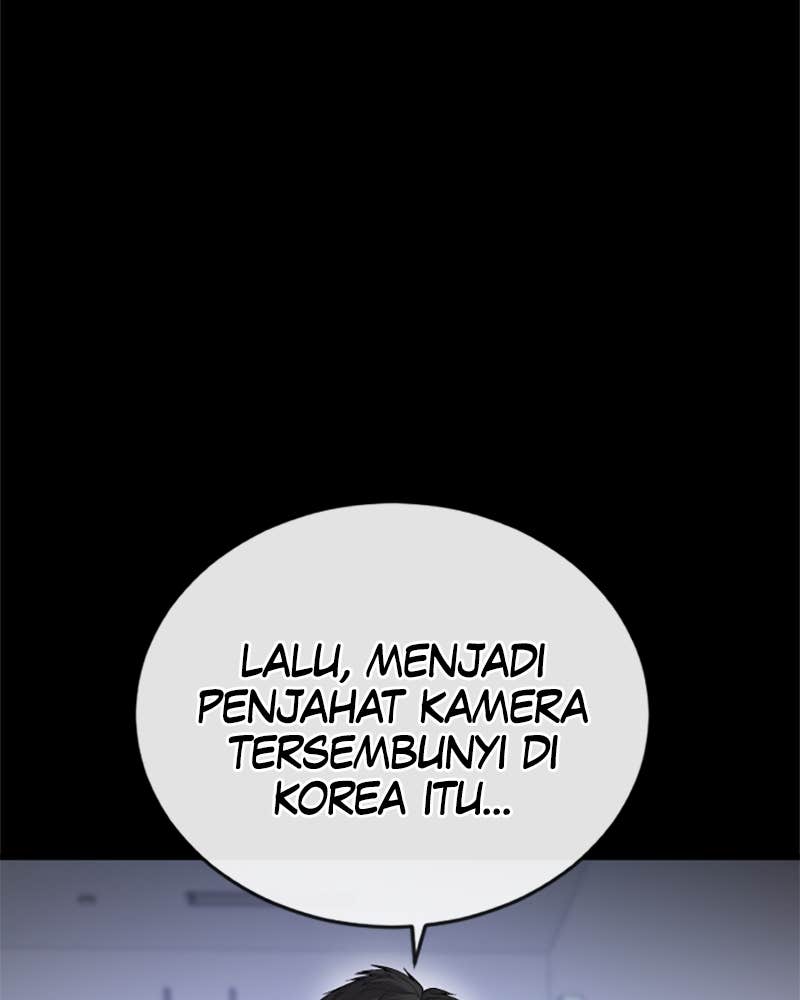 LALU, MENJADI
PENJAHAT KAMERA
TERSEMBUNYI DI
KOREA ITU...